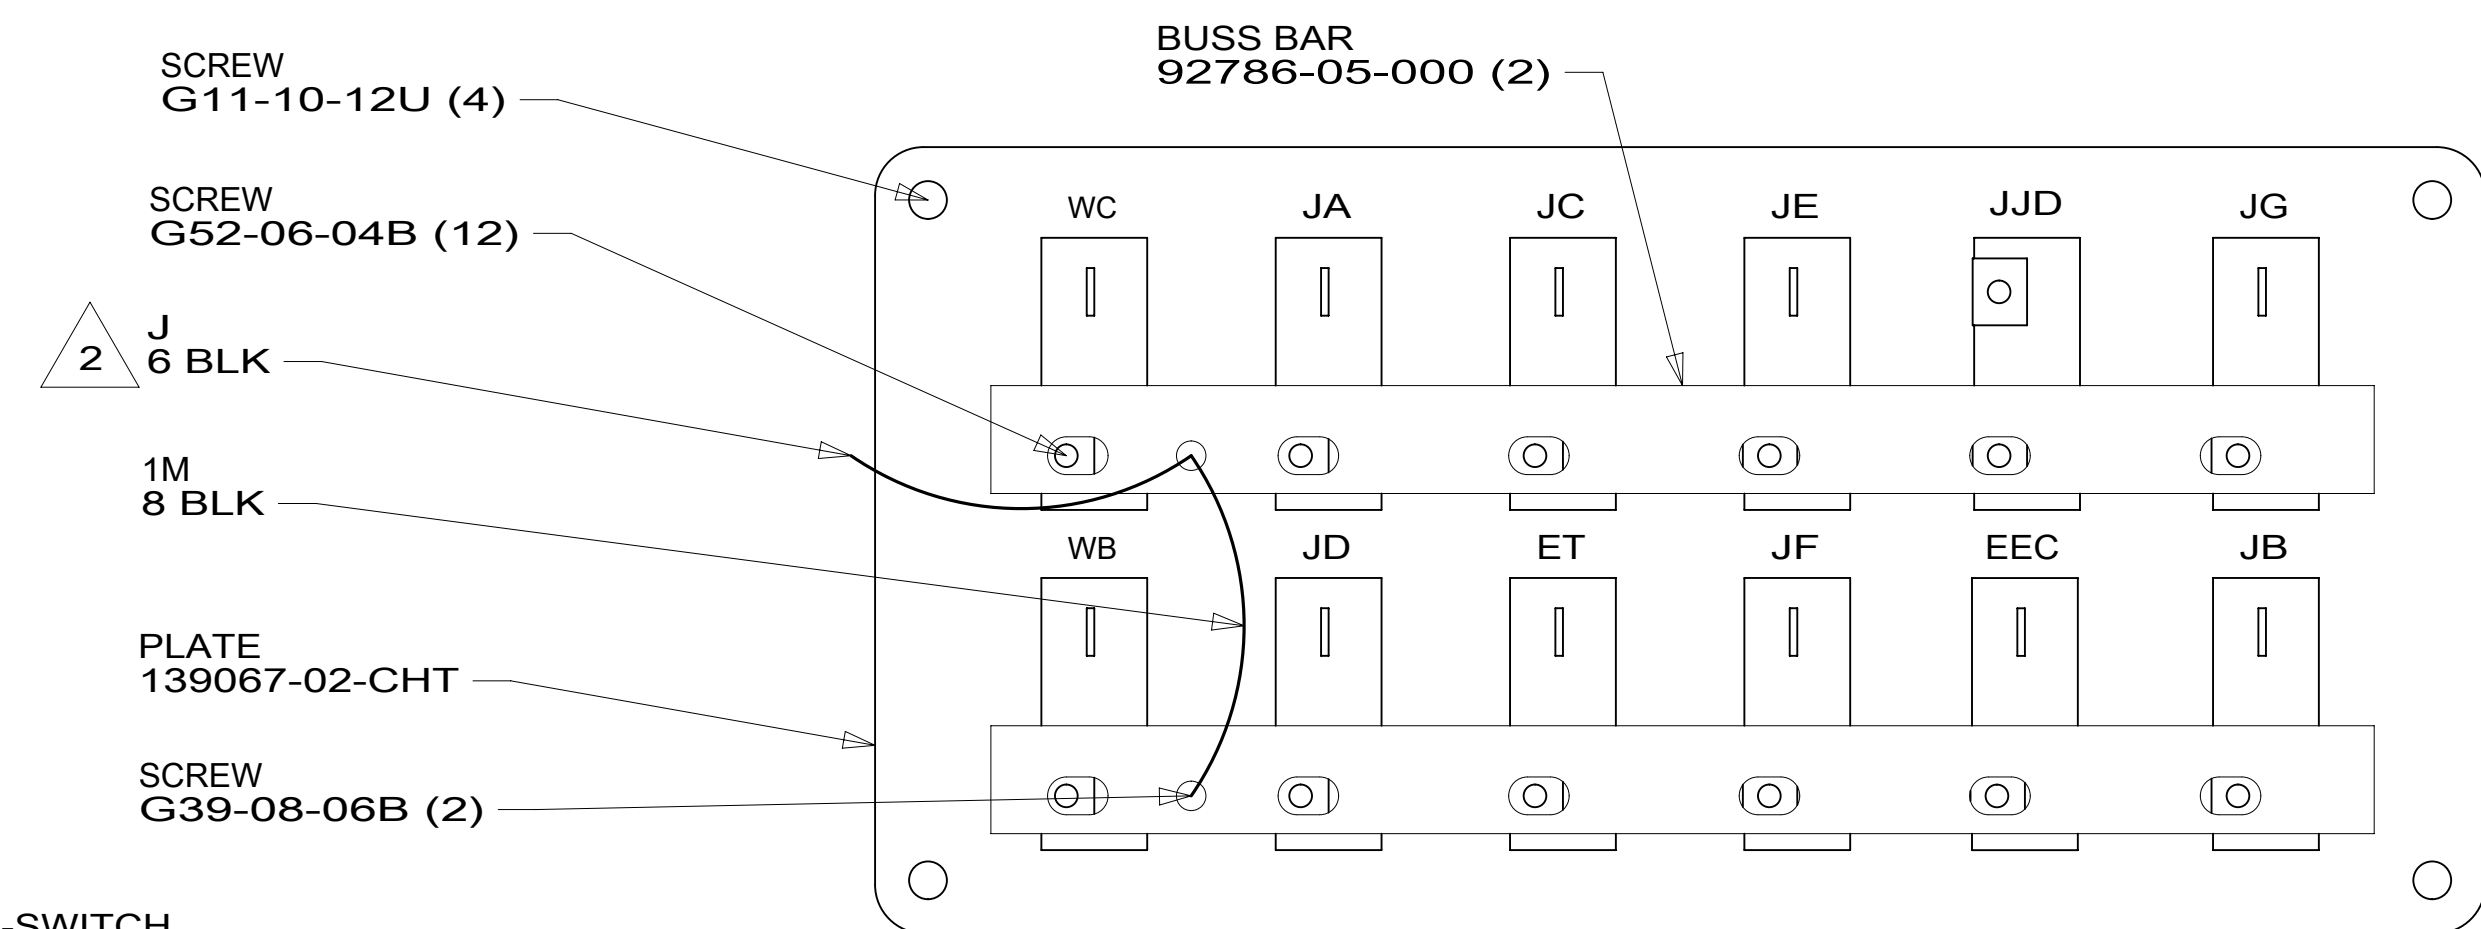 BUSS BAR
92786-05-000 (2)
SCREW
G11-10-12U (4)
SCREW
G52-06-04B (12)
WC JA JC JE JJD JG
2
J
6 BLK
1M
8 BLK
WB JD ET JF EEC JB
PLATE
139067-02-CHT
SCREW
G39-08-06B (2)
-SWITCH